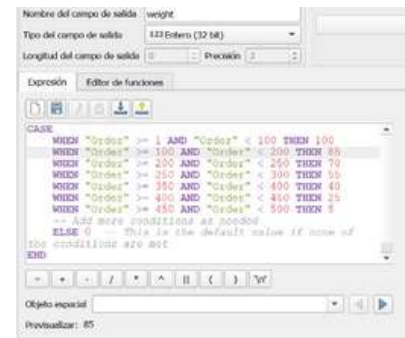 Nombre del campo de salida weight
Tipo del campo de salida 123 Entero (32 bit)
Longitud del campo de salida 0 Precisión 3
Expresión Editor de funciones
CASE
WHEN "Order" >= 1 AND "Order" < 100 THEN 100
WHEN "Order" >= 100 AND "Order" < 200 THEN 85
WHEN "Order" >= 200 AND "Order" < 250 THEN 70
WHEN "Order" >= 250 AND "Order" < 300 THEN 55
WHEN "Order" >= 350 AND "Order" < 400 THEN 40
WHEN "Order" >= 400 AND "Order" < 450 THEN 25
WHEN "Order" >= 450 AND "Order" < 500 THEN 5
-- Add more conditions as needed
ELSE 0 -- This is the default value if none of
the conditions are met
END
= + - / * ^ || ( ) '\n'
Objeto espacial
Previsualizar: 85